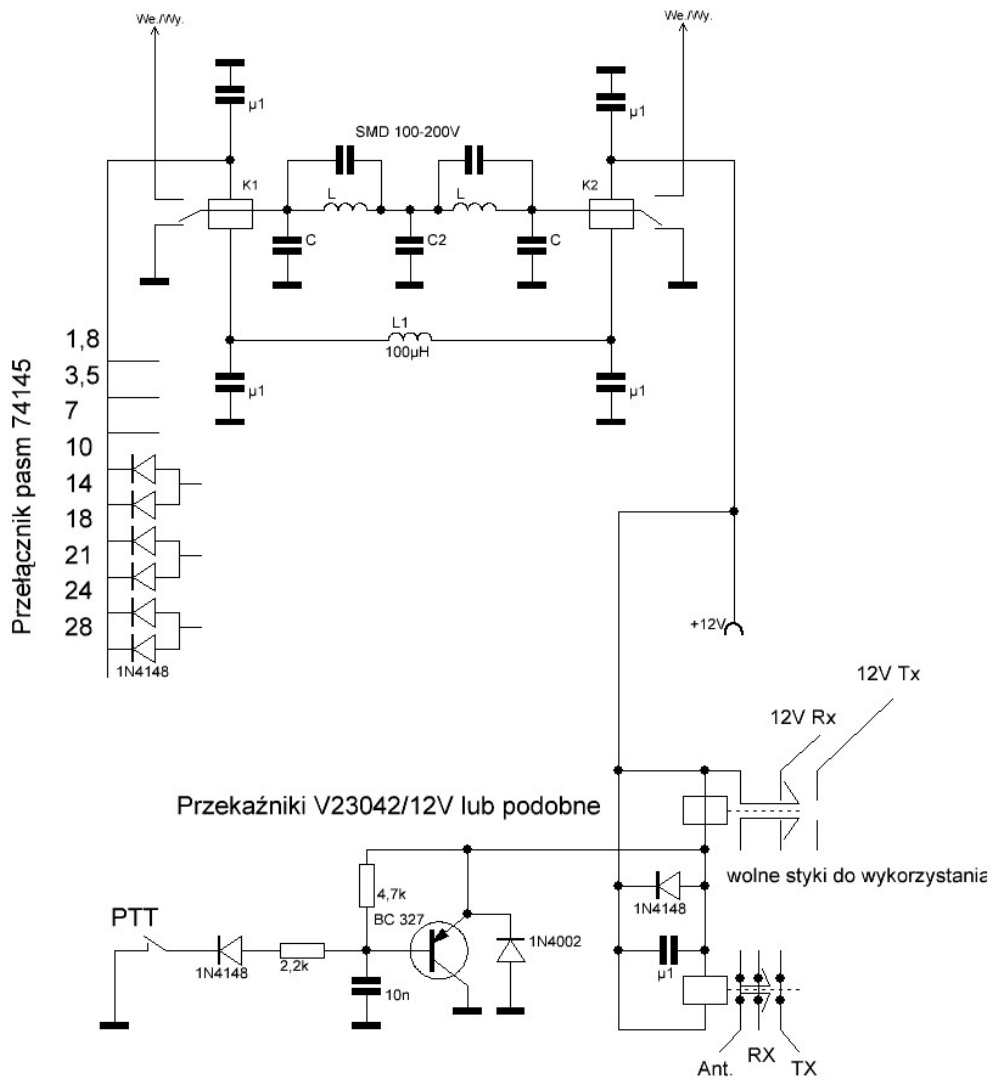 We./Wy.
We./Wy.
µ1
µ1
SMD 100-200V
K1
L
L
K2
C
C2
C
L1
100µH
µ1
µ1
Przełącznik pasm 74145
1,8
3,5
7
10
14
18
21
24
28
1N4148
+12V
12V Tx
12V Rx
Przekaźniki V23042/12V lub podobne
wolne styki do wykorzystania
4,7k
BC 327
1N4148
PTT
1N4002
1N4148
2,2k
10n
µ1
Ant.
RX
TX